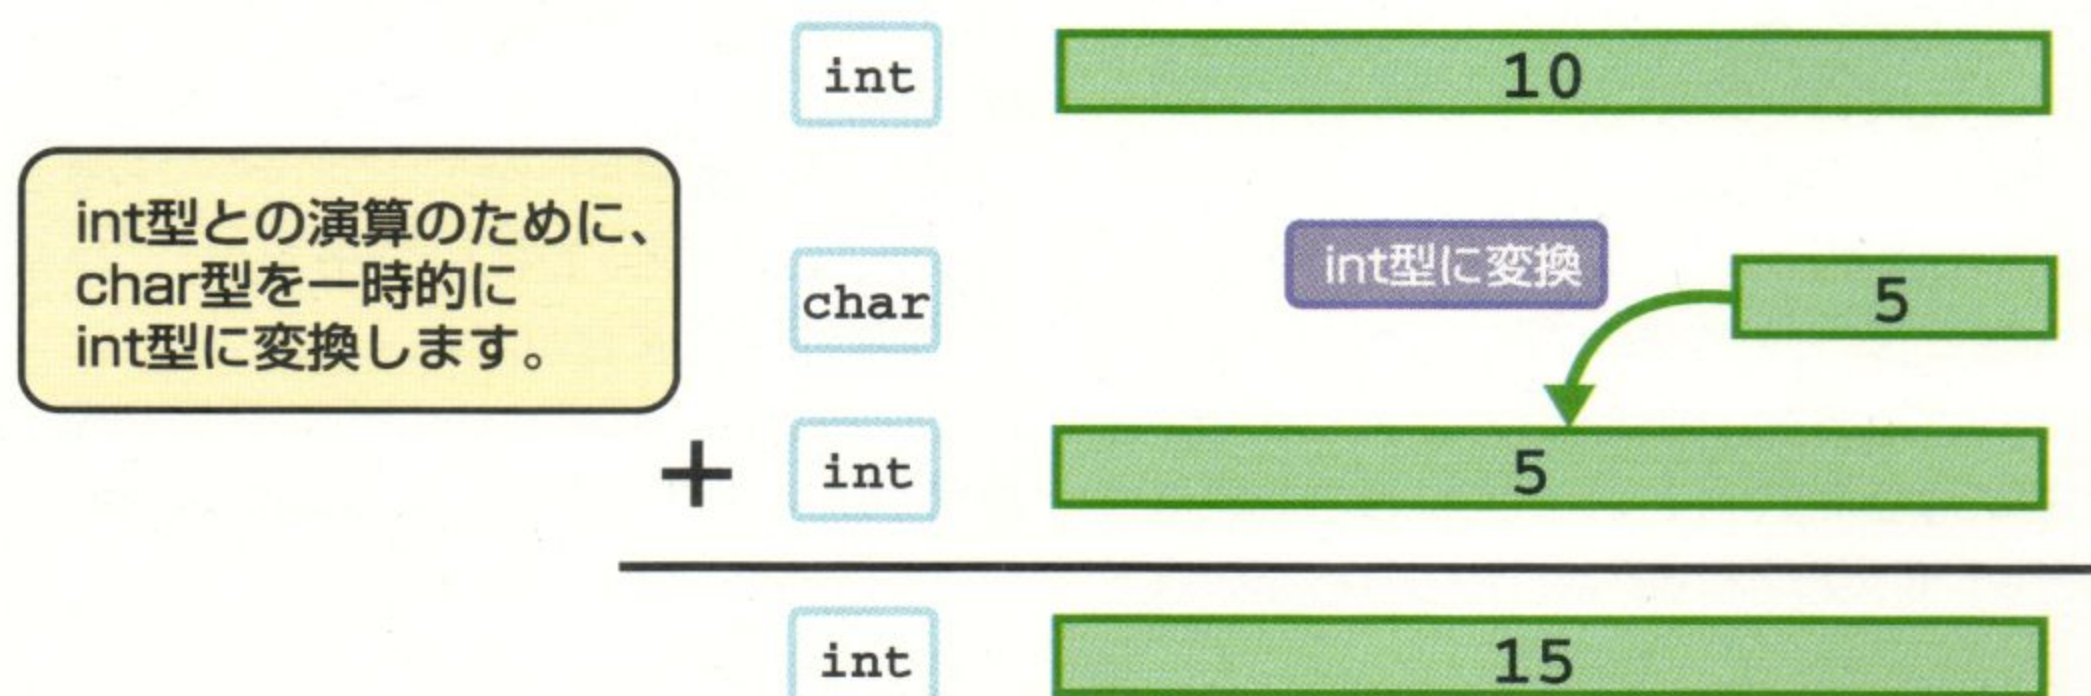 int 10
int型との演算のために、
char型を一時的に
int型に変換します。
int型に変換
char 5
+ int 5
int 15